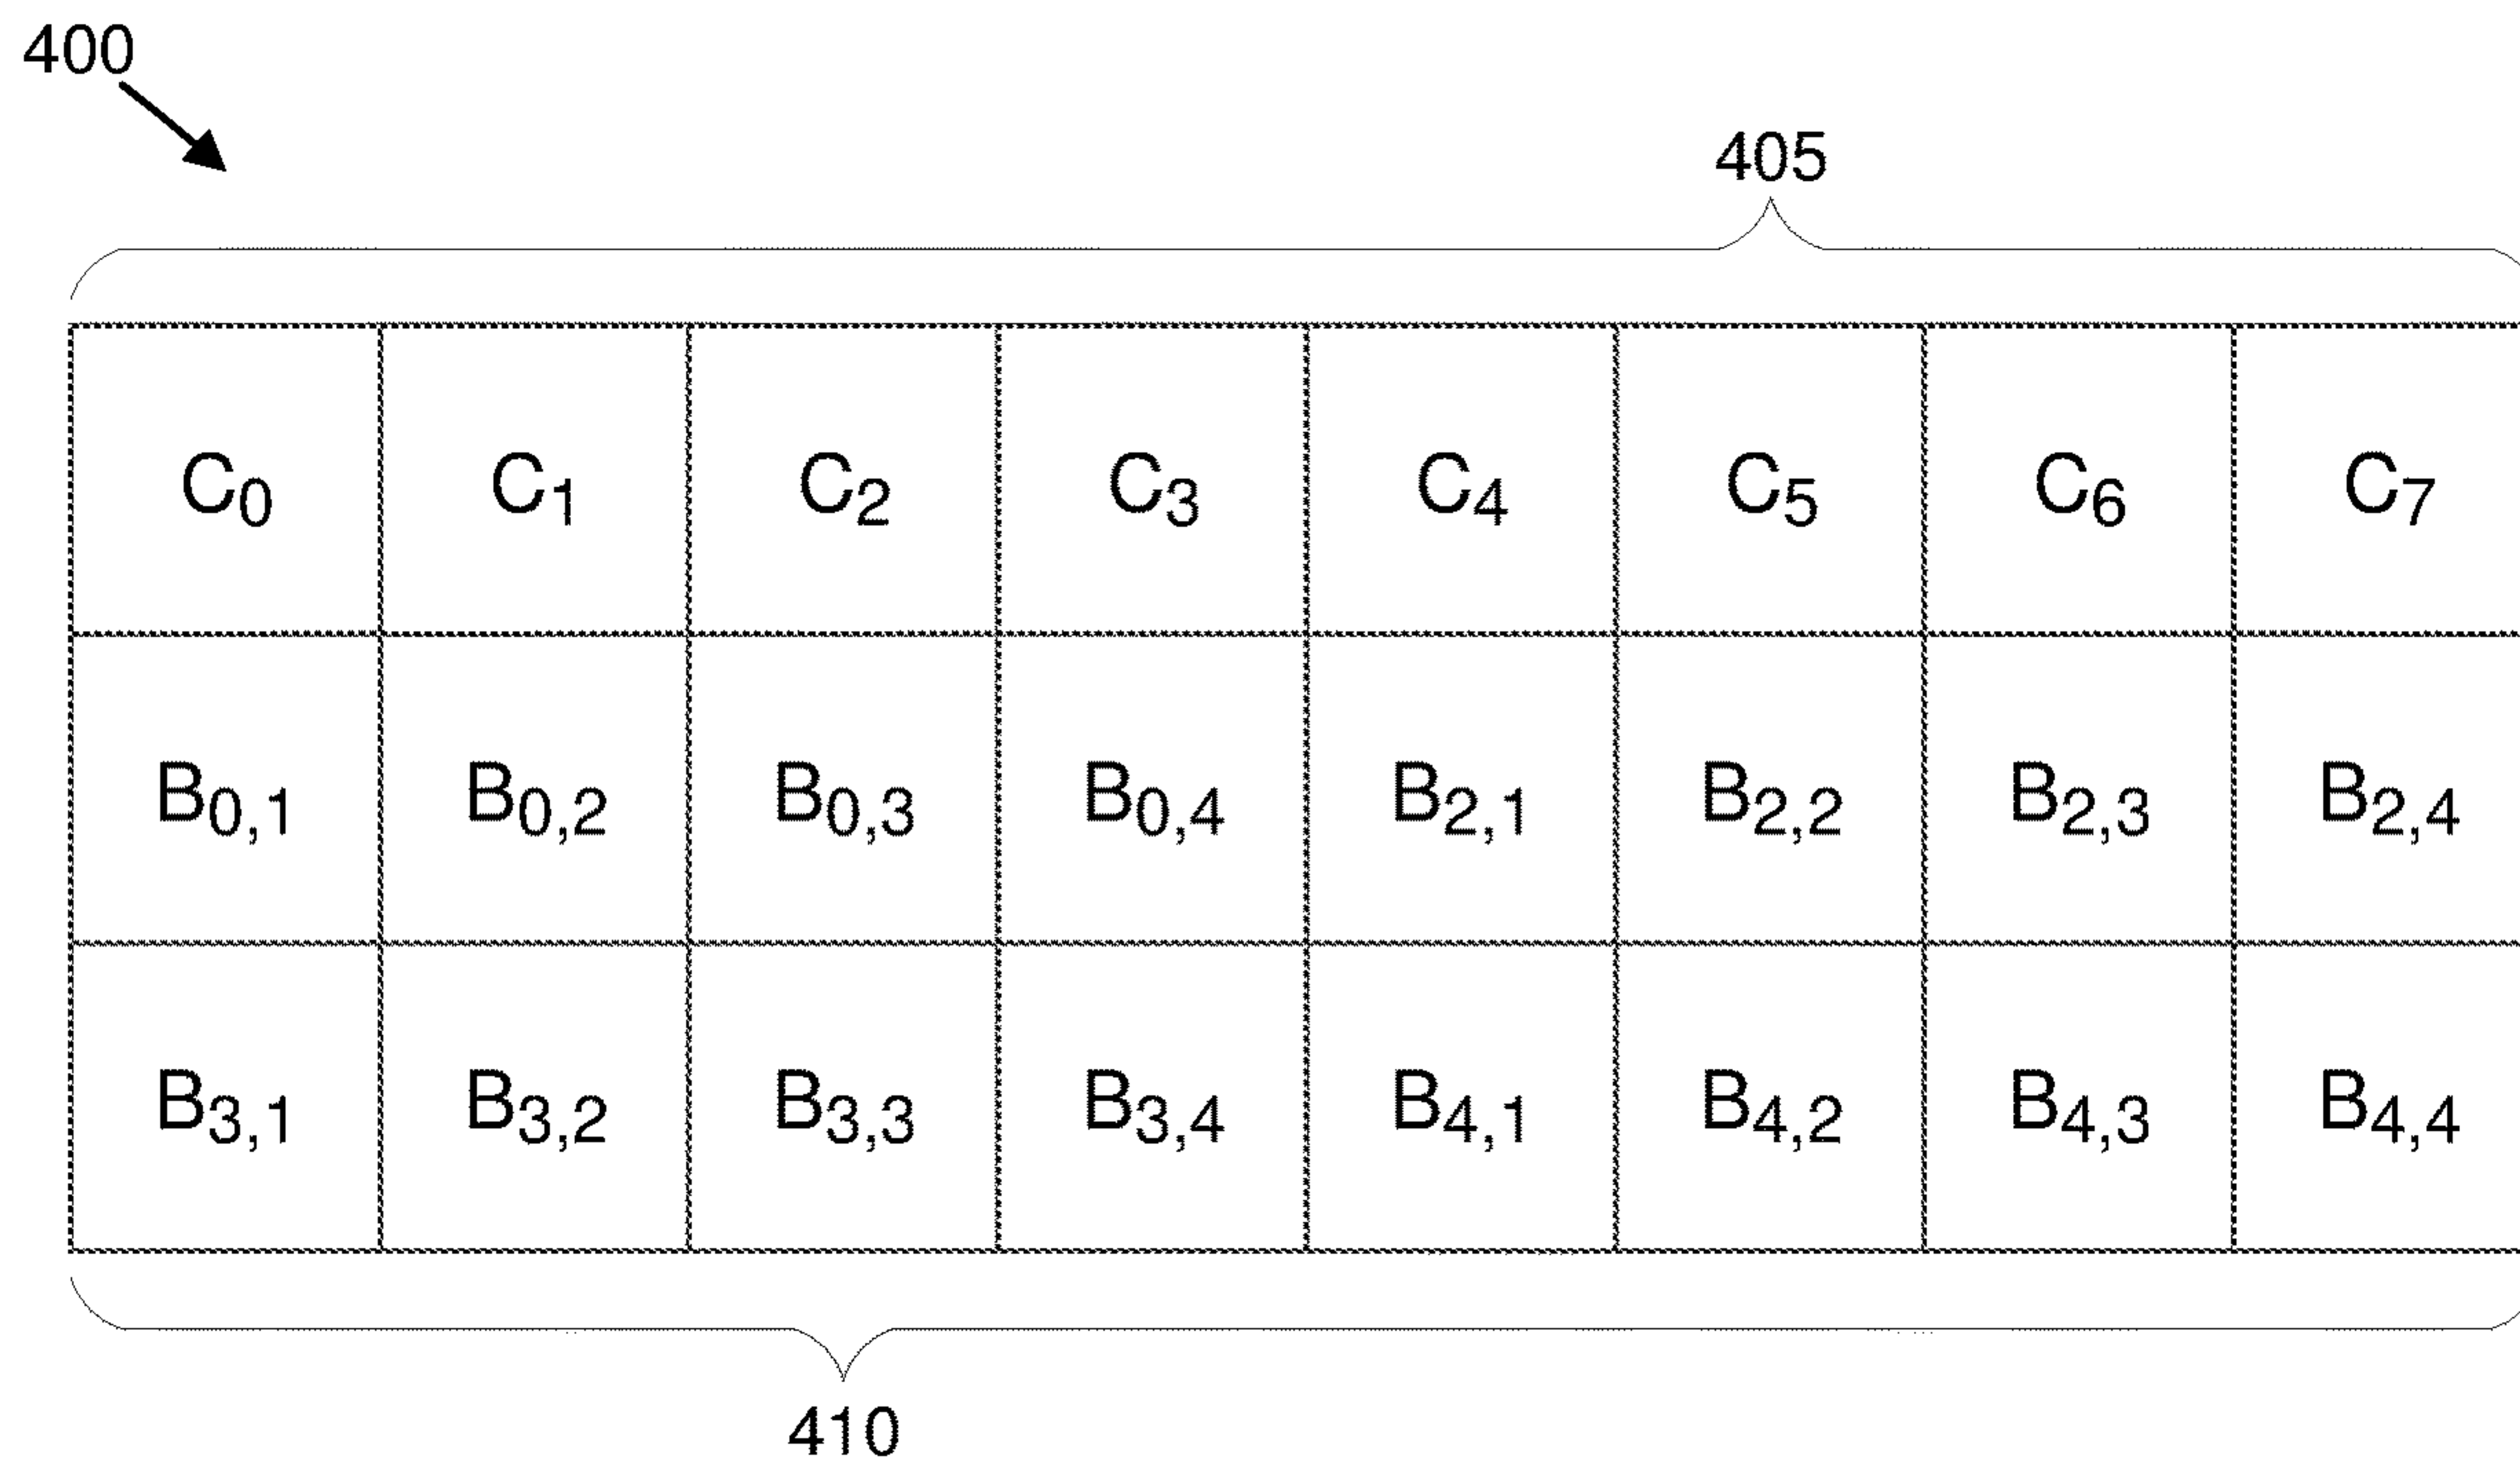 400
405
C0 C1 C2 C3 C4 C5 C6 C7
B0,1 B0,2 B0,3 B0,4 B2,1 B2,2 B2,3 B2,4
B3,1 B3,2 B3,3 B3,4 B4,1 B4,2 B4,3 B4,4
410